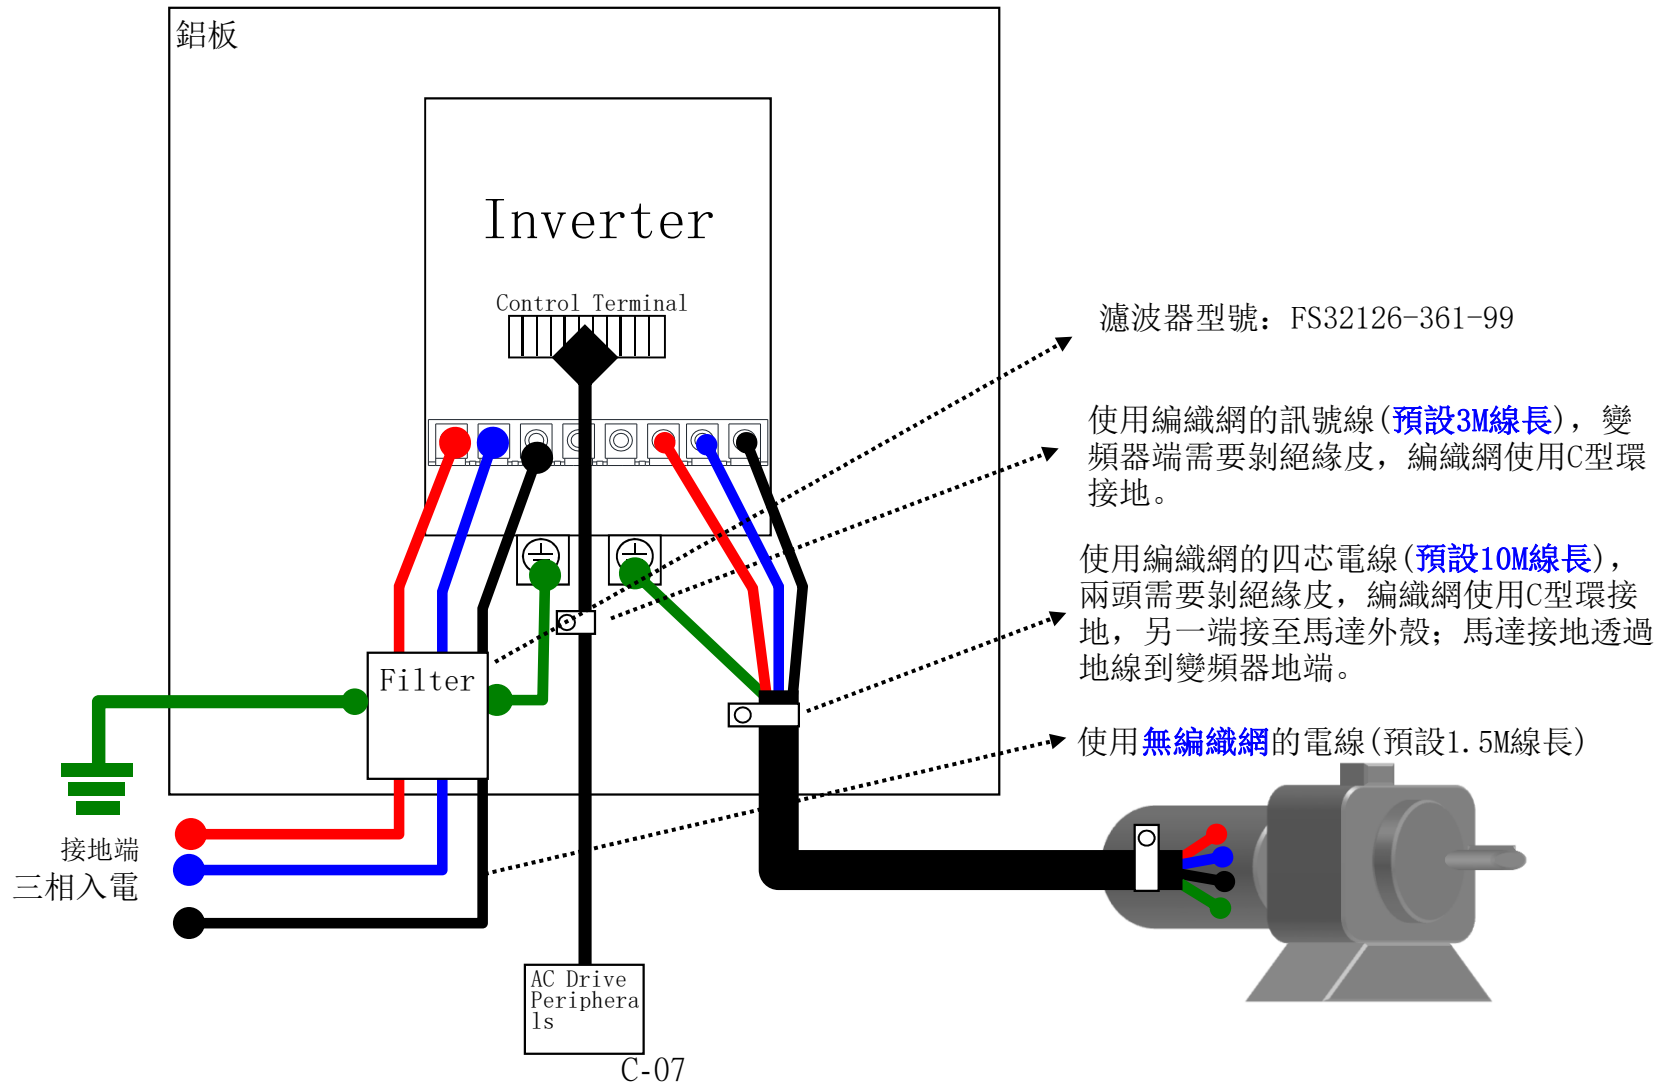 鋁板
Inverter
Control Terminal
濾波器型號：FS32126-361-99
使用編織網的訊號線(預設3M線長)，變
頻器端需要剝絕緣皮，編織網使用C型環
接地。
使用編織網的四芯電線(預設10M線長)，
兩頭需要剝絕緣皮，編織網使用C型環接
地，另一端接至馬達外殼；馬達接地透過
地線到變頻器地端。
Filter
使用無編織網的電線(預設1.5M線長)
接地端
三相入電
AC Drive
Periphera
ls
C-07